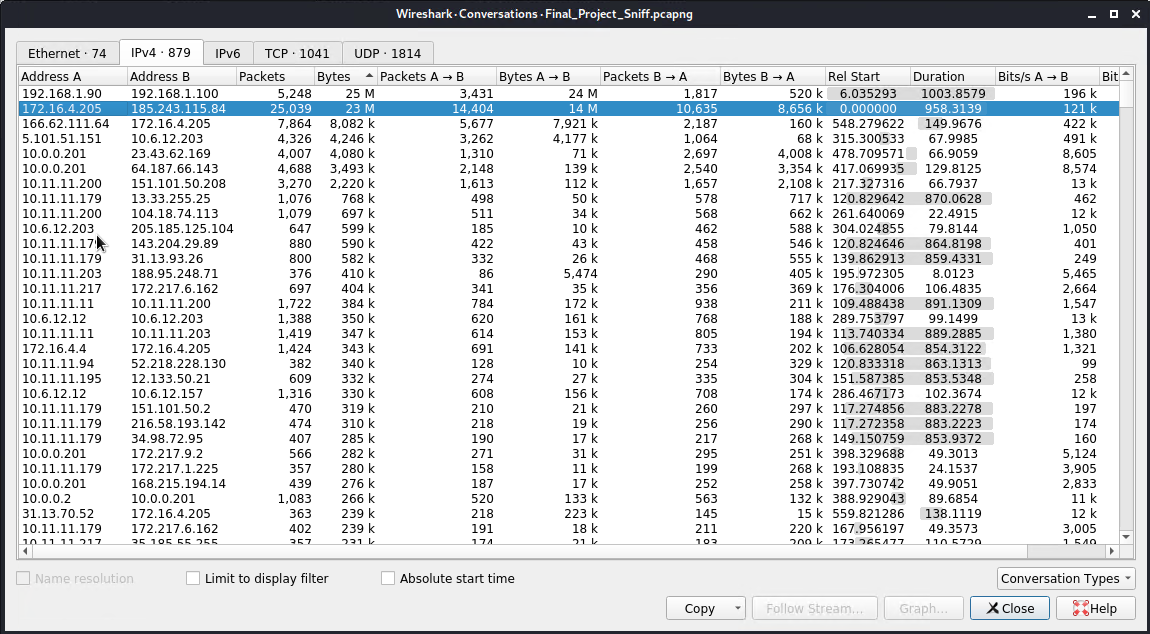 Wireshark · Conversations · Final_Project_Sniff.pcapng
Ethernet · 74 IPv4 · 879 IPv6 TCP · 1041 UDP · 1814
Address A Address B Packets Bytes Packets A → B Bytes A → B Packets B → A Bytes B → A Rel Start Duration Bits/s A → B Bit
192.168.1.90 192.168.1.100 5,248 25 M 3,431 24 M 1,817 520 k 6.035293 1003.8579 196 k
172.16.4.205 185.243.115.84 25,039 23 M 14,404 14 M 10,635 8,656 k 0.000000 958.3139 121 k
166.62.111.64 172.16.4.205 7,864 8,082 k 5,677 7,921 k 2,187 160 k 548.279622 149.9676 422 k
5.101.51.151 10.6.12.203 4,326 4,246 k 3,262 4,177 k 1,064 68 k 315.300533 67.9985 491 k
10.0.0.201 23.43.62.169 4,007 4,080 k 1,310 71 k 2,697 4,008 k 478.709571 66.9059 8,605
10.0.0.201 64.187.66.143 4,688 3,493 k 2,148 139 k 2,540 3,354 k 417.069935 129.8125 8,574
10.11.11.200 151.101.50.208 3,270 2,220 k 1,613 112 k 1,657 2,108 k 217.327316 66.7937 13 k
10.11.11.179 13.33.255.25 1,076 768 k 498 50 k 578 717 k 120.829642 870.0628 462
10.11.11.200 104.18.74.113 1,079 697 k 511 34 k 568 662 k 261.640069 22.4915 12 k
10.6.12.203 205.185.125.104 647 599 k 185 10 k 462 588 k 304.024855 79.8144 1,050
10.11.11.179 143.204.29.89 880 590 k 422 43 k 458 546 k 120.824646 864.8198 401
10.11.11.179 31.13.93.26 800 582 k 332 26 k 468 555 k 139.862913 859.4331 249
10.11.11.203 188.95.248.71 376 410 k 86 5,474 290 405 k 195.972305 8.0123 5,465
10.11.11.217 172.217.6.162 697 404 k 341 35 k 356 369 k 176.304006 106.4835 2,664
10.11.11.11 10.11.11.200 1,722 384 k 784 172 k 938 211 k 109.488438 891.1309 1,547
10.6.12.12 10.6.12.203 1,388 350 k 620 161 k 768 188 k 289.753797 99.1499 13 k
10.11.11.11 10.11.11.203 1,419 347 k 614 153 k 805 194 k 113.740334 889.2885 1,380
172.16.4.4 172.16.4.205 1,424 343 k 691 141 k 733 202 k 106.628054 854.3122 1,321
10.11.11.94 52.218.228.130 382 340 k 128 10 k 254 329 k 120.833318 863.1313 99
10.11.11.195 12.133.50.21 609 332 k 274 27 k 335 304 k 151.587385 853.5348 258
10.6.12.12 10.6.12.157 1,316 330 k 608 156 k 708 174 k 286.467173 102.3674 12 k
10.11.11.179 151.101.50.2 470 319 k 210 21 k 260 297 k 117.274856 883.2278 197
10.11.11.179 216.58.193.142 474 310 k 218 19 k 256 290 k 117.272358 883.2223 174
10.11.11.179 34.98.72.95 407 285 k 190 17 k 217 268 k 149.150759 853.9372 160
10.0.0.201 172.217.9.2 566 282 k 271 31 k 295 251 k 398.329688 49.3013 5,124
10.11.11.179 172.217.1.225 357 280 k 158 11 k 199 268 k 193.108835 24.1537 3,905
10.0.0.201 168.215.194.14 439 276 k 187 17 k 252 258 k 397.730742 49.9051 2,833
10.0.0.2 10.0.0.201 1,083 266 k 520 133 k 563 132 k 388.929043 89.6854 11 k
31.13.70.52 172.16.4.205 363 239 k 218 223 k 145 15 k 559.821286 138.1119 12 k
10.11.11.179 172.217.6.162 402 239 k 191 18 k 211 220 k 167.956197 49.3573 3,005
10.11.11.217 35.185.55.255 357 231 k 174 21 k 183 209 k 173.265477 110.5729 1,549
Name resolution Limit to display filter Absolute start time Conversation Types
Copy Follow Stream... Graph... Close Help